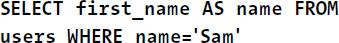 SELECT first_name AS name FROM
users WHERE name='Sam'